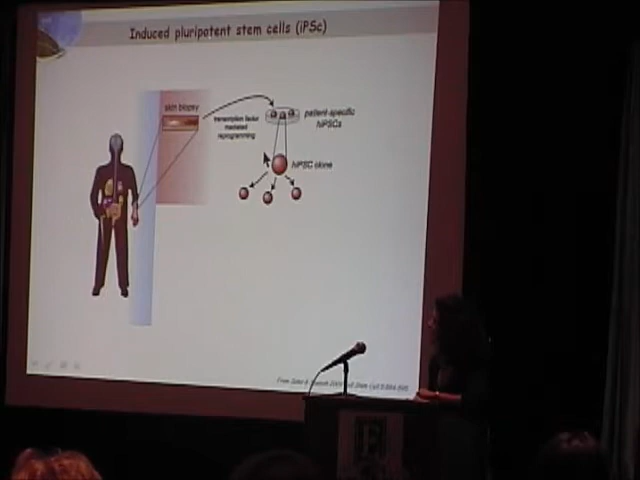 Induced pluripotent stem cells (iPSc)
skin biopsy
transcription factor
mediated
reprogramming
patient-specific
hiPSCs
hiPSC clone